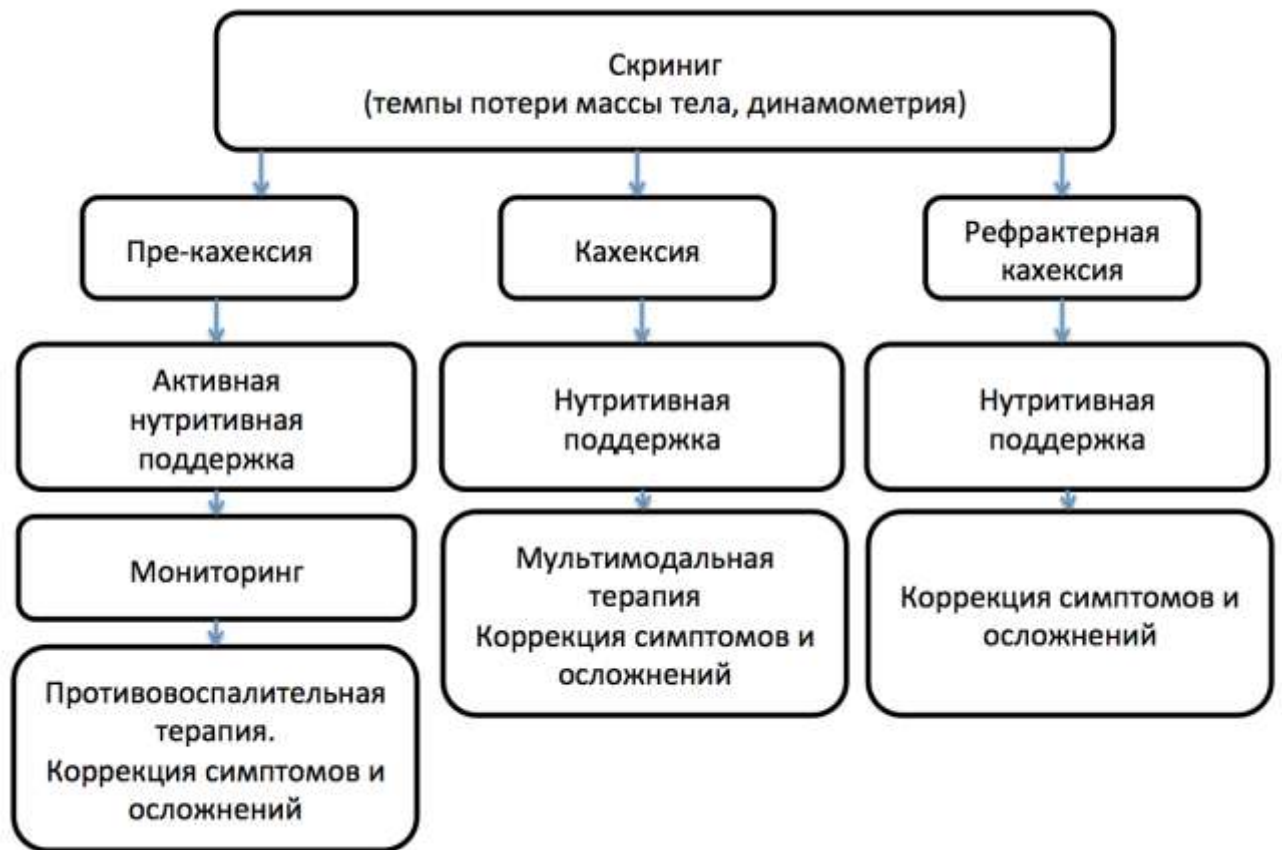 Скриниг
(темпы потери массы тела, динамометрия)
Пре-кахексия
Кахексия
Рефрактерная
кахексия
Активная
нутритивная
поддержка
Нутритивная
поддержка
Нутритивная
поддержка
Мониторинг
Мультимодальная
терапия
Коррекция симптомов и
осложнений
Коррекция симптомов и
осложнений
Противовоспалительная
терапия.
Коррекция симптомов и
осложнений